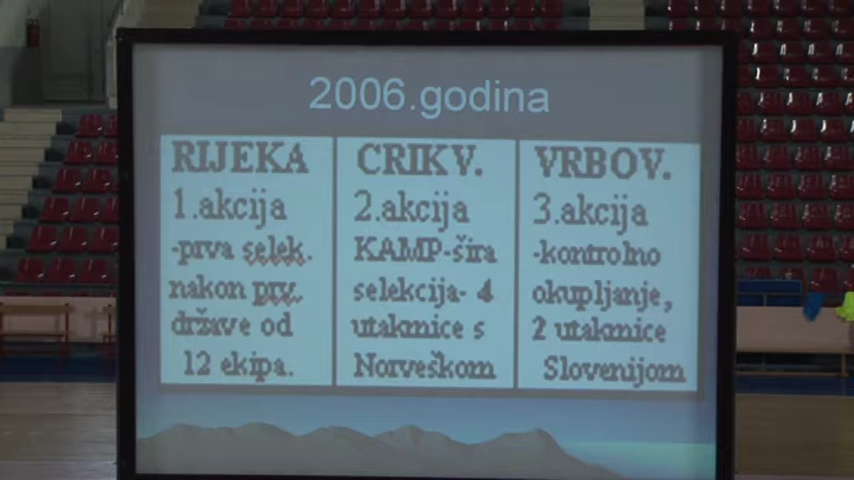 2006.godina
RIJEKA
1.akcija
-prva selek.
nakon prv.
države od
12 ekipa.
CRIKV.
2.akcija
KAMP-šira
selekcija- 4
utakmice s
Norveškom
VRBOV.
3.akcija
-kontrolno
okupljanje,
2 utakmice
Slovenijom